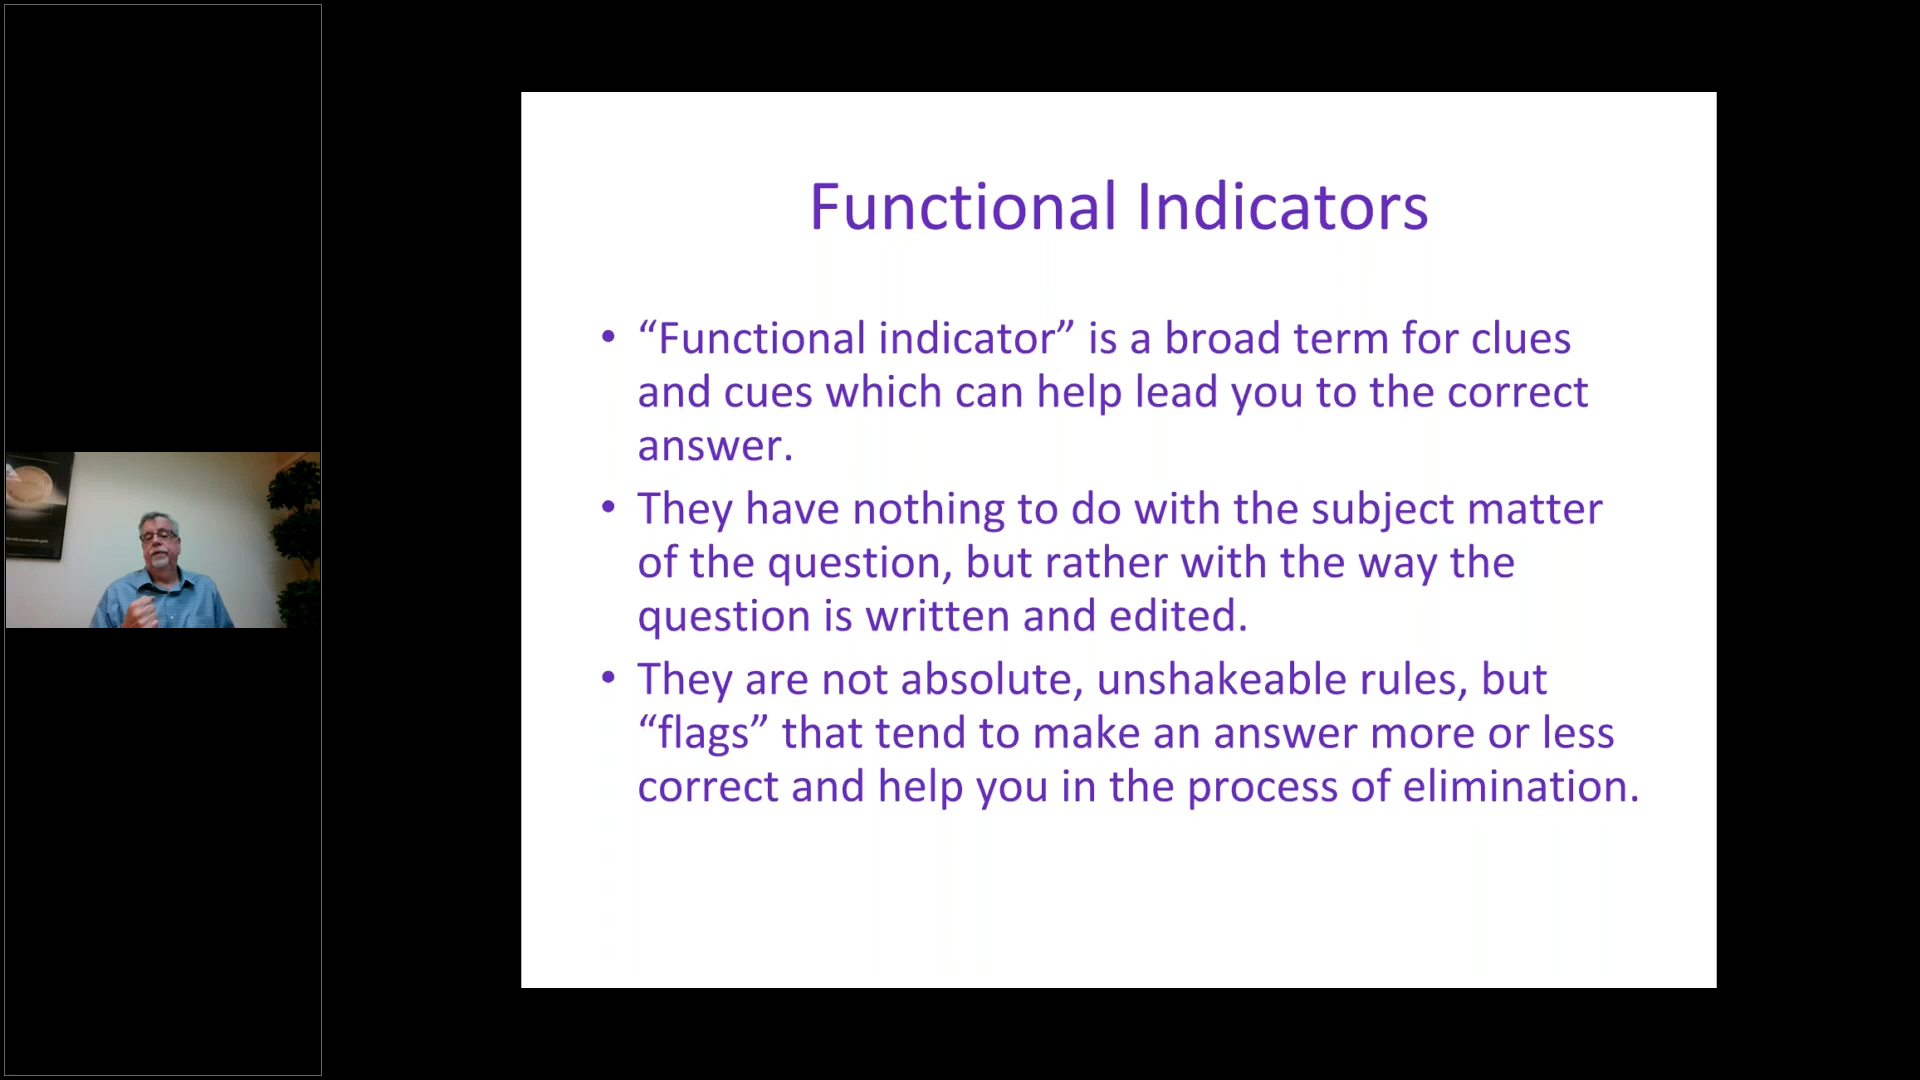 Functional Indicators
• “Functional indicator” is a broad term for clues
and cues which can help lead you to the correct
answer.
• They have nothing to do with the subject matter
of the question, but rather with the way the
question is written and edited.
• They are not absolute, unshakeable rules, but
“flags” that tend to make an answer more or less
correct and help you in the process of elimination.